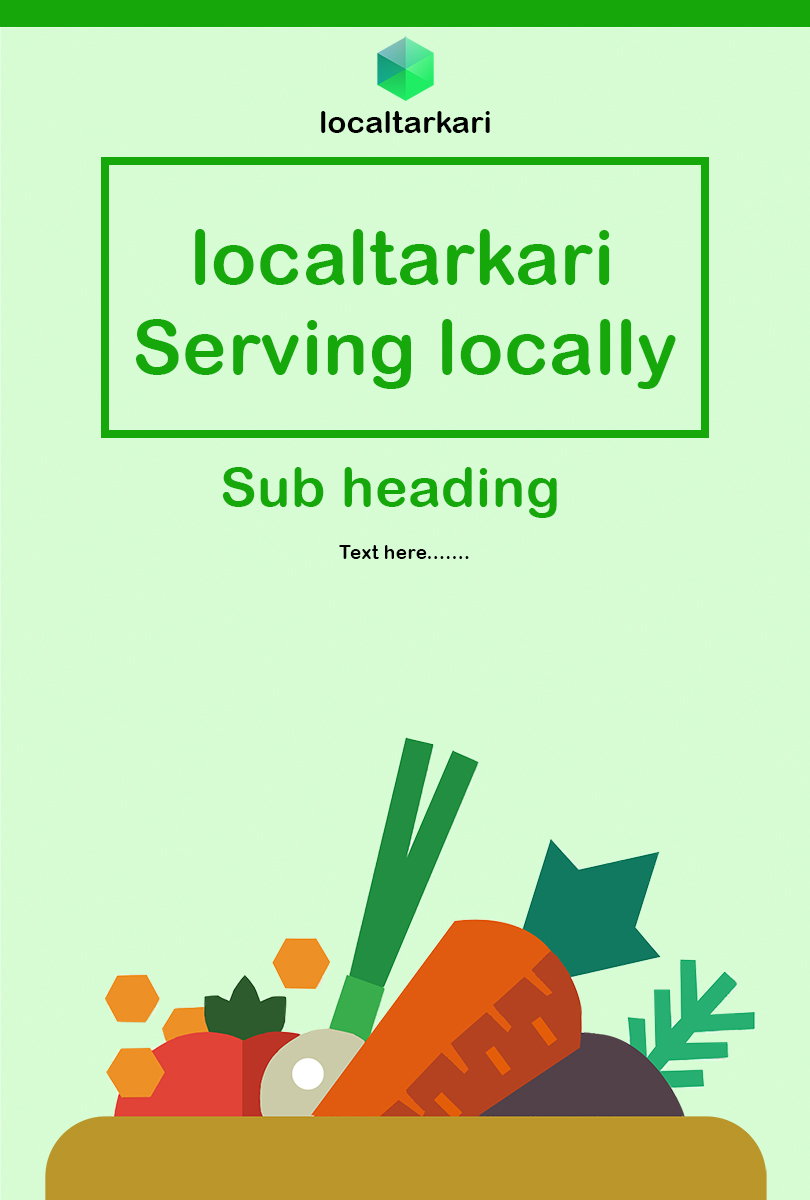 localtarkari
localtarkari
Serving locally
Sub heading
Text here.......